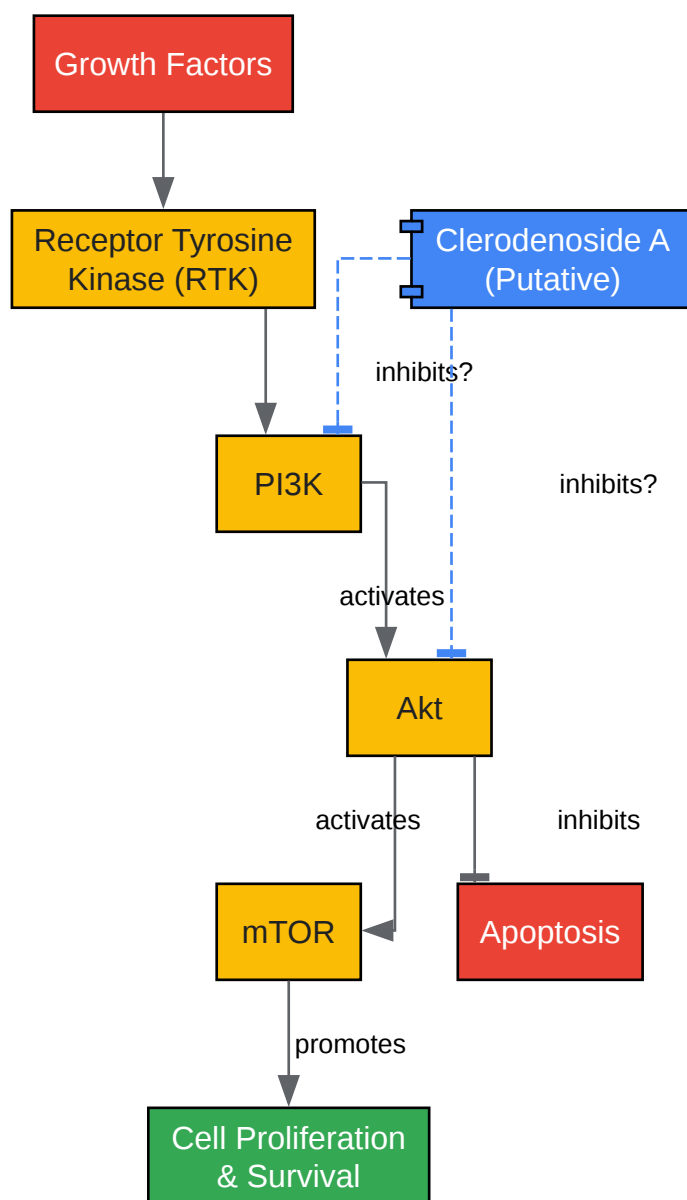 Growth Factors
Receptor Tyrosine
Kinase (RTK)
Clerodenoside A
(Putative)
inhibits?
PI3K
inhibits?
activates
Akt
activates
inhibits
mTOR
Apoptosis
promotes
Cell Proliferation
& Survival